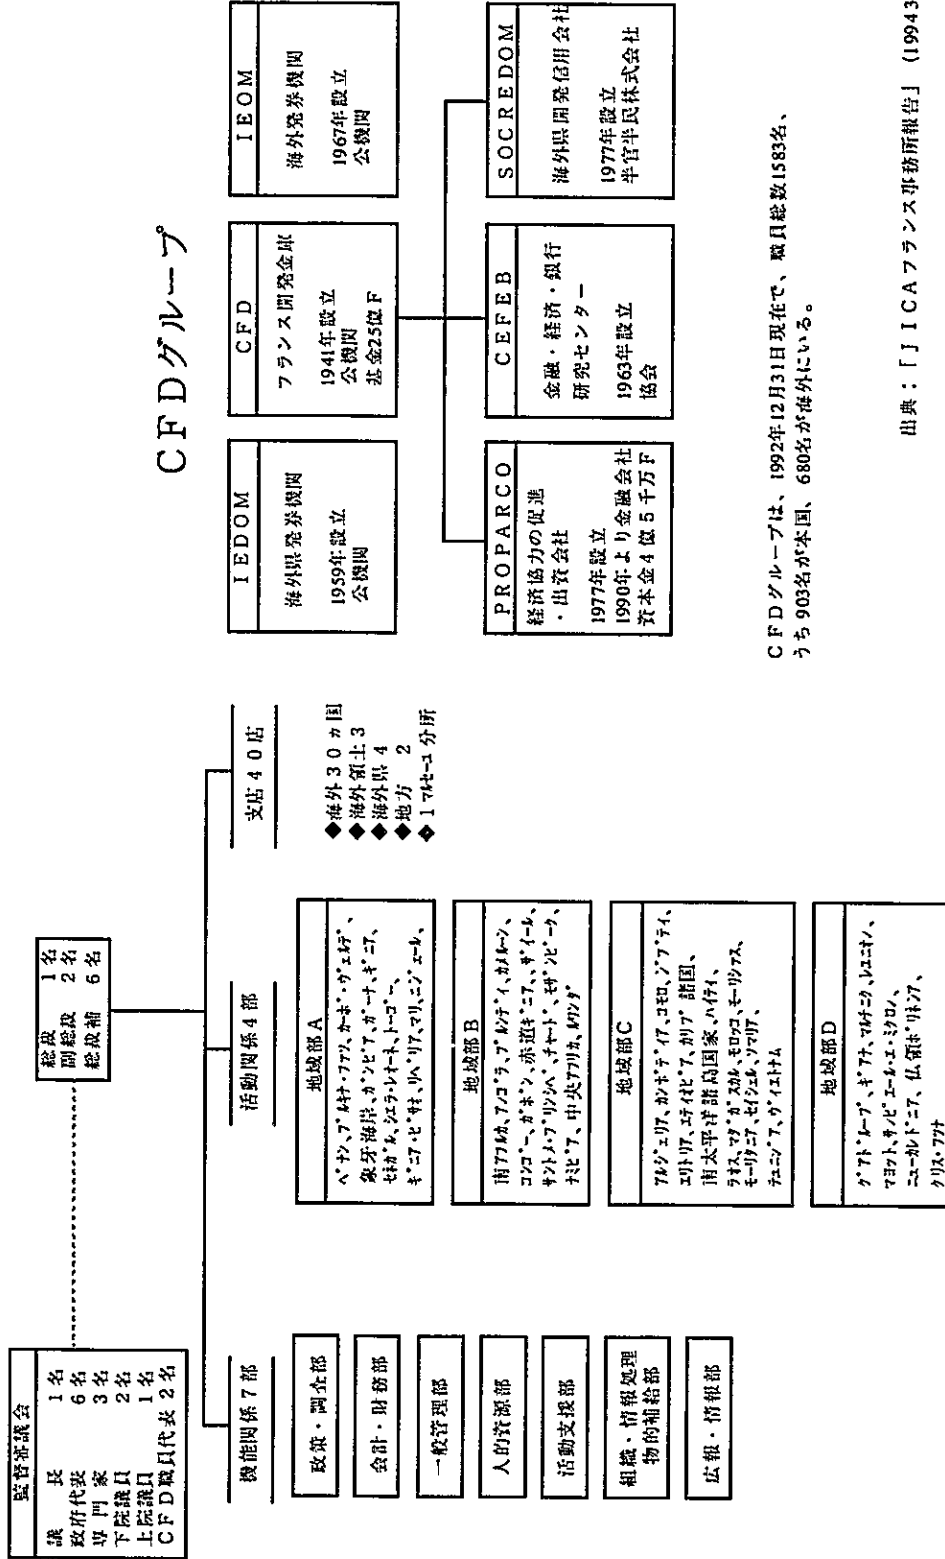 監督審議会
議長 1名
政府代表 6名
専門家 3名
下院議員 2名
上院議員 1名
CFD職員代表 2名
総裁 1名
副総裁 2名
総裁補 6名
機能関係7部
政策・調査部
会計・財務部
一般管理部
人的資源部
活動支援部
組織・情報処理
物的補給部
広報・情報部
活動関係4部
地域部A
ベナン、ブルキナ・ファソ、カーボ・ヴェルデ、
象牙海岸、ガンビア、ガーナ、ギニア、
セネガル、シエラ・レオーネ、トーゴー、
ギニア・ビサオ、リベリア、マリ、ニジェール、
地域部B
南アフリカ、アンゴラ、ブルンディ、カメルーン、
コンゴー、ガボン、赤道ギニア、ザイール、
サントメ・プリンシペ、チャード、モザンビーク、
ナミビア、中央アフリカ、ルワンダ
地域部C
アルジェリア、カンボディア、コモロ、ジブティ、
エリトリア、エティオピア、カリブ諸国、
南太平洋諸島国家、ハイティ、
ラオス、マダガスカル、モロッコ、モーリシァス、
モーリタニア、セイシェル、ソマリア、
テュニジア、ヴィエトナム
地域部D
グアドループ、ギアナ、マルチニク、レユニオン、
マヨット、サンピエール・エ・ミクロン、
ニューカレドニア、仏領ポリネシア、
クリス・フツナ
支店40店
◆海外30ヵ国
◆海外領土3
◆海外県 4
◆地方 2
◆1マルセーユ分所
CFDグループ
IEDOM
海外県発券機関
1959年設立
公機関
CFD
フランス開発金庫
1941年設立
公機関
基金25億F
IEOM
海外発券機関
1967年設立
公機関
PROPARCO
経済協力の促進
・出資会社
1977年設立
1990年より金融会社
資本金4億5千万F
CEFEB
金融・経済・銀行
研究センター
1963年設立
協会
SOCREDOM
海外県開発信用会社
1977年設立
半官半民株式会社
CFDグループは、1992年12月31日現在で、職員総数1583名、
うち903名が本国、680名が海外にいる。
出典:「JICAフランス事務所報告」(19943